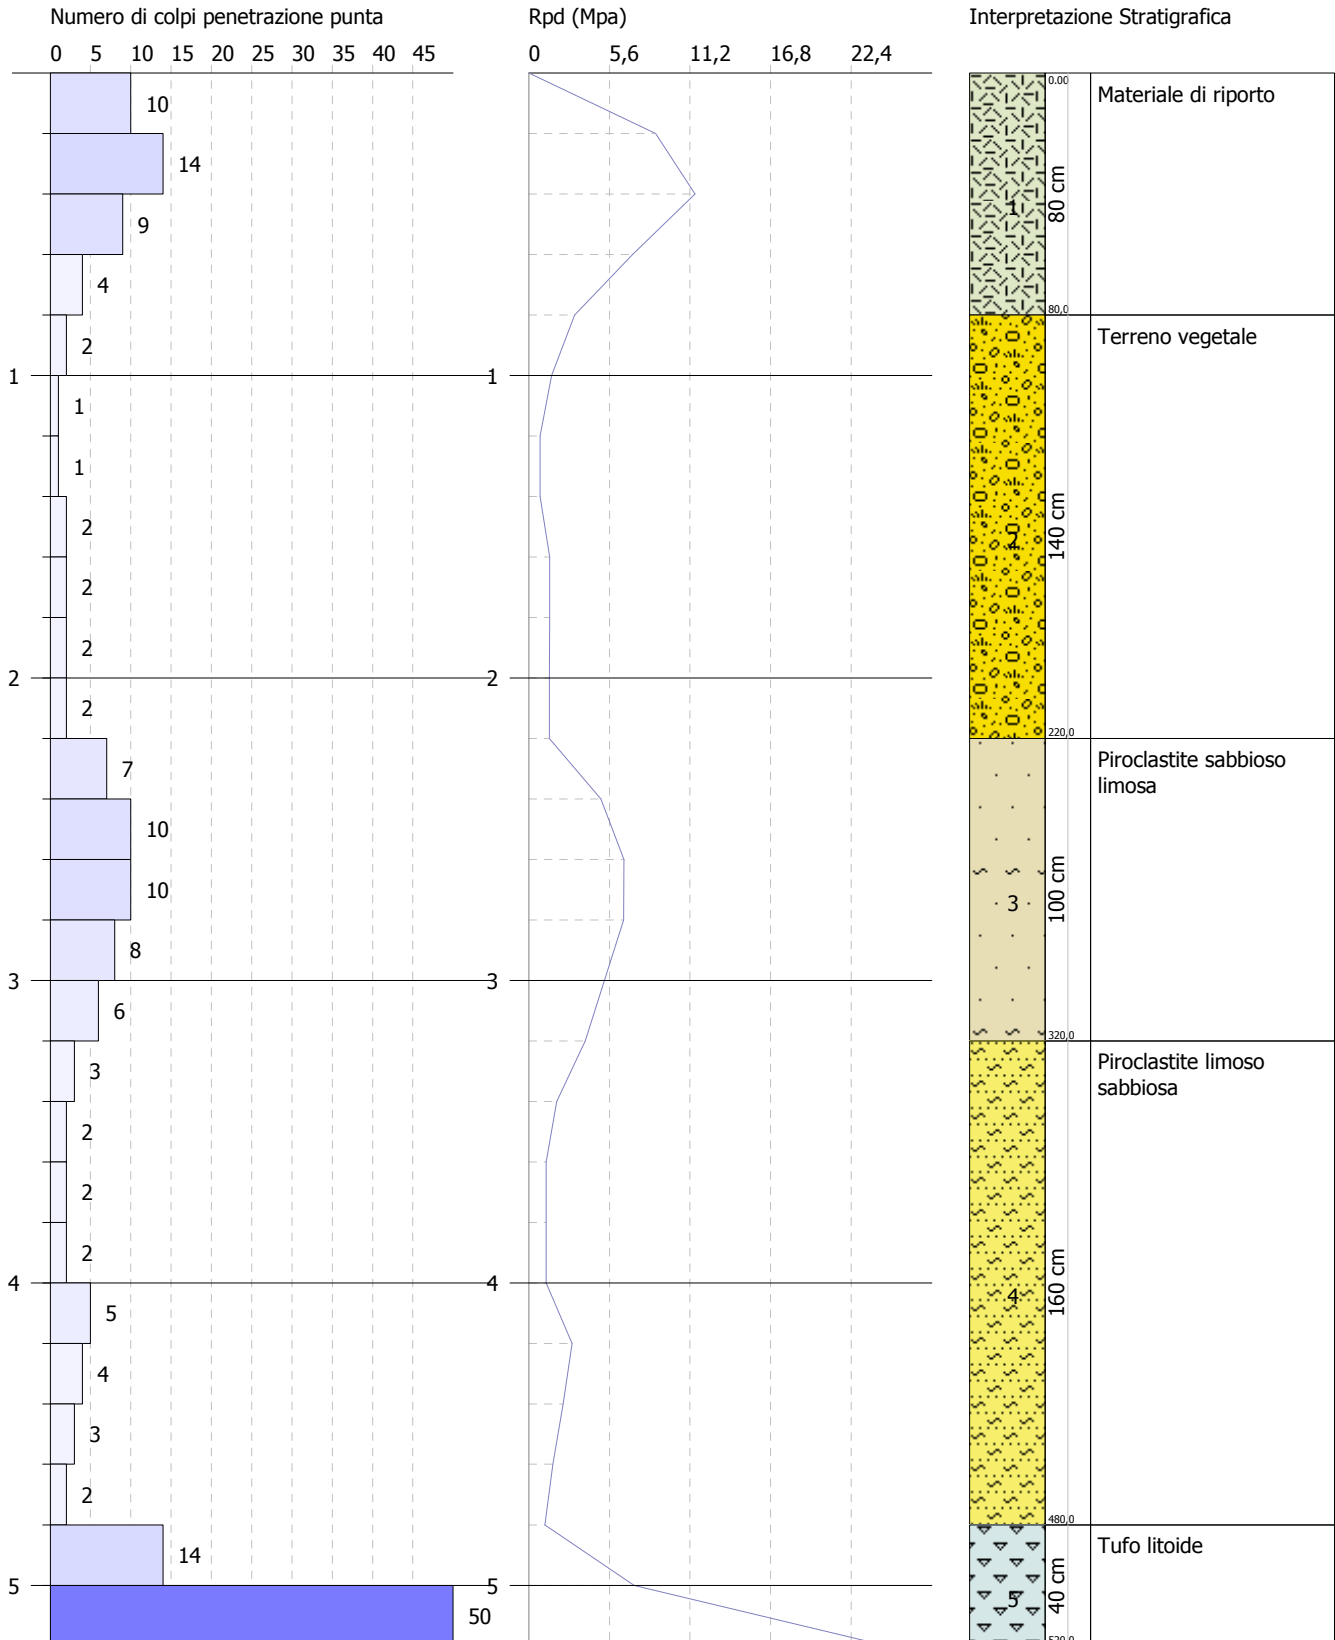 Numero di colpi penetrazione punta
Rpd (Mpa)
Interpretazione Stratigrafica
0 5 10 15 20 25 30 35 40 45
0 5,6 11,2 16,8 22,4
0.00
10
Materiale di riporto
14
80 cm
1
9
4
80,0
2
Terreno vegetale
1 1
1
1
2
140 cm
2
2
2
2 2
2
220,0
7
Piroclastite sabbioso
limosa
10
10
100 cm
3
8
3 3
6
320,0
3
Piroclastite limoso
sabbiosa
2
2
2
4 4
160 cm
4
5
4
3
2
480,0
14
Tufo litoide
5 5
40 cm
5
50